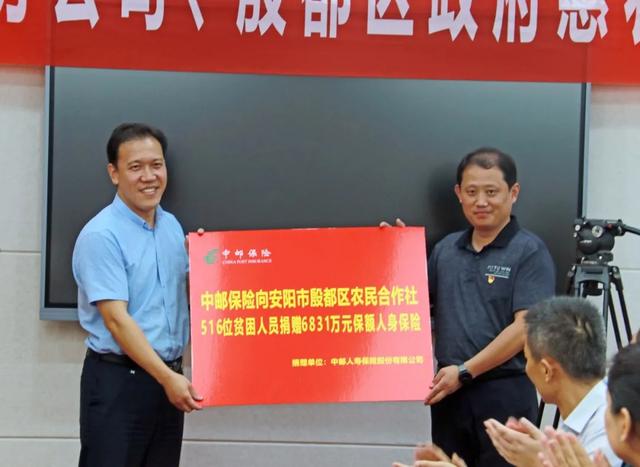 公司、殷都区政府慰
中邮保险
CHINA POST INSURANCE
中邮保险向安阳市殷都区农民合作社
516位贫困人员捐赠6831万元保额人身保险
捐赠单位：中邮人寿保险股份有限公司